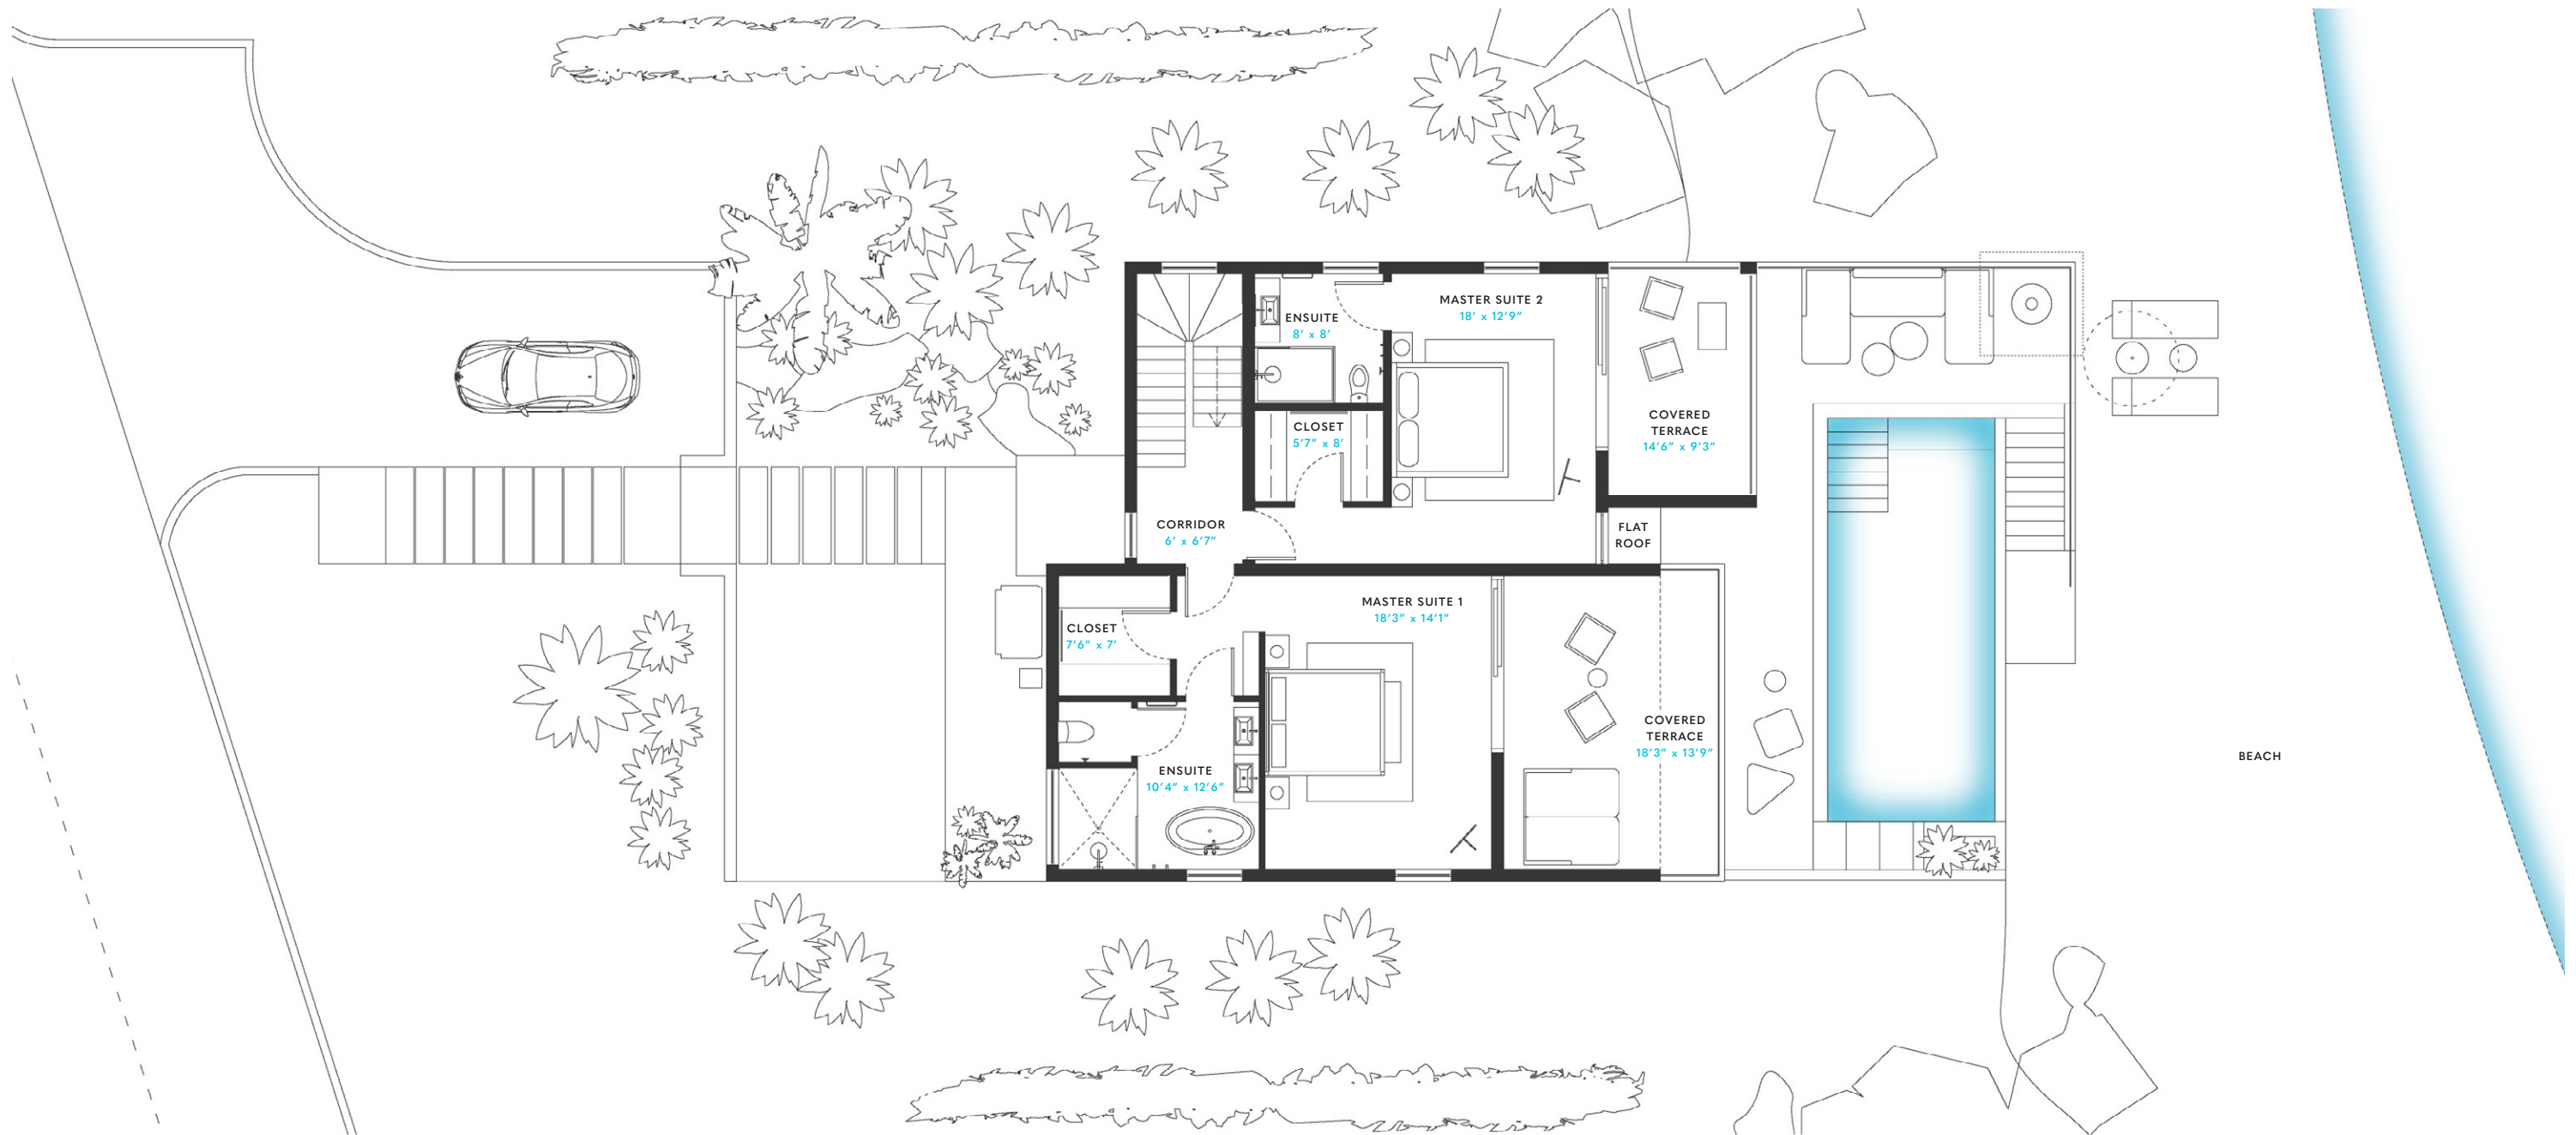 MASTER SUITE 2
18' x 12'9"
ENSUITE
8' x 8'
COVERED
TERRACE
14'6" x 9'3"
CLOSET
5'7" x 8'
CORRIDOR
6' x 6'7"
FLAT
ROOF
MASTER SUITE 1
18'3" x 14'1"
CLOSET
7'6" x 7'
COVERED
TERRACE
18'3" x 13'9"
ENSUITE
10'4" x 12'6"
BEACH